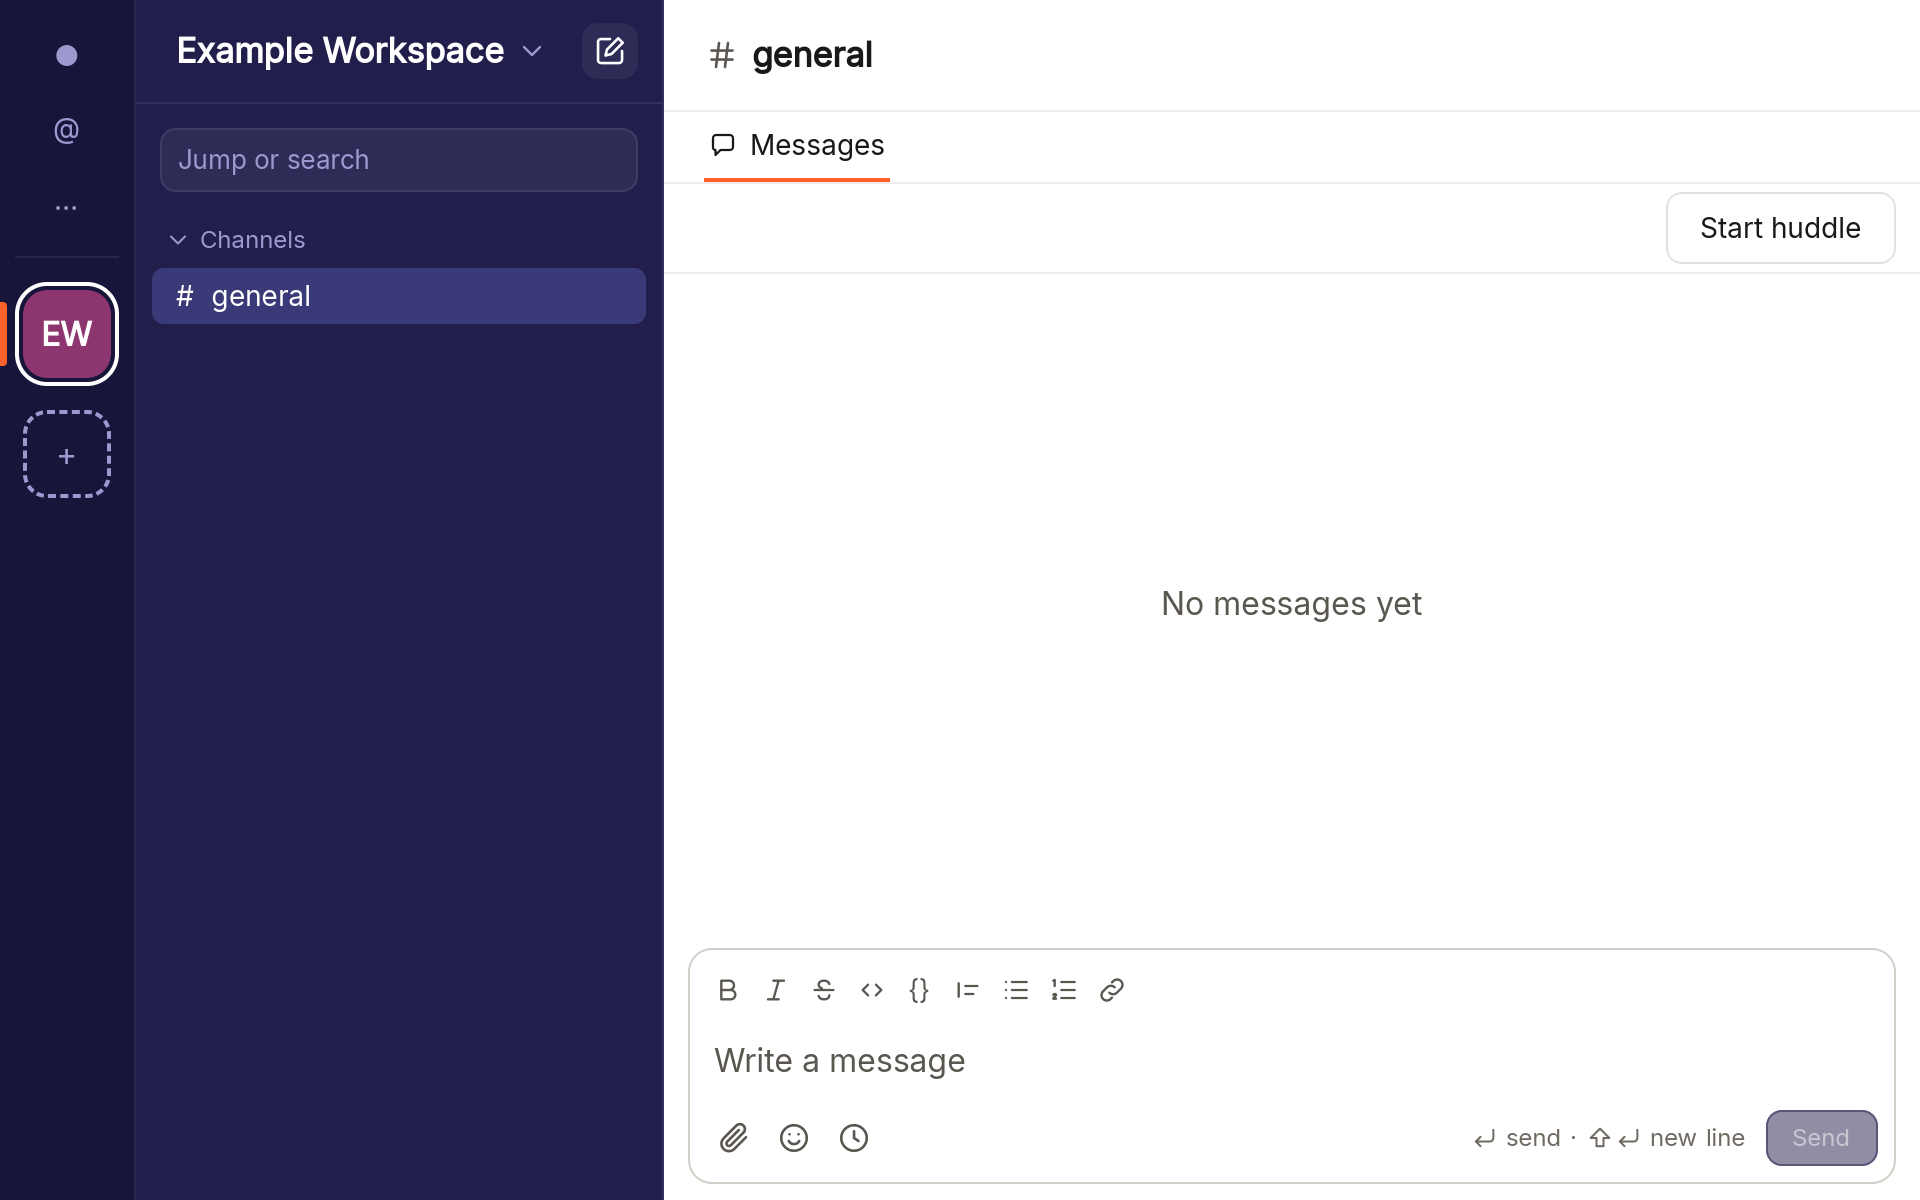 @
...
EW
+
Example Workspace
Jump or search
Channels
# general
# general
Messages
Start huddle
No messages yet
Write a message
send · new line
Send